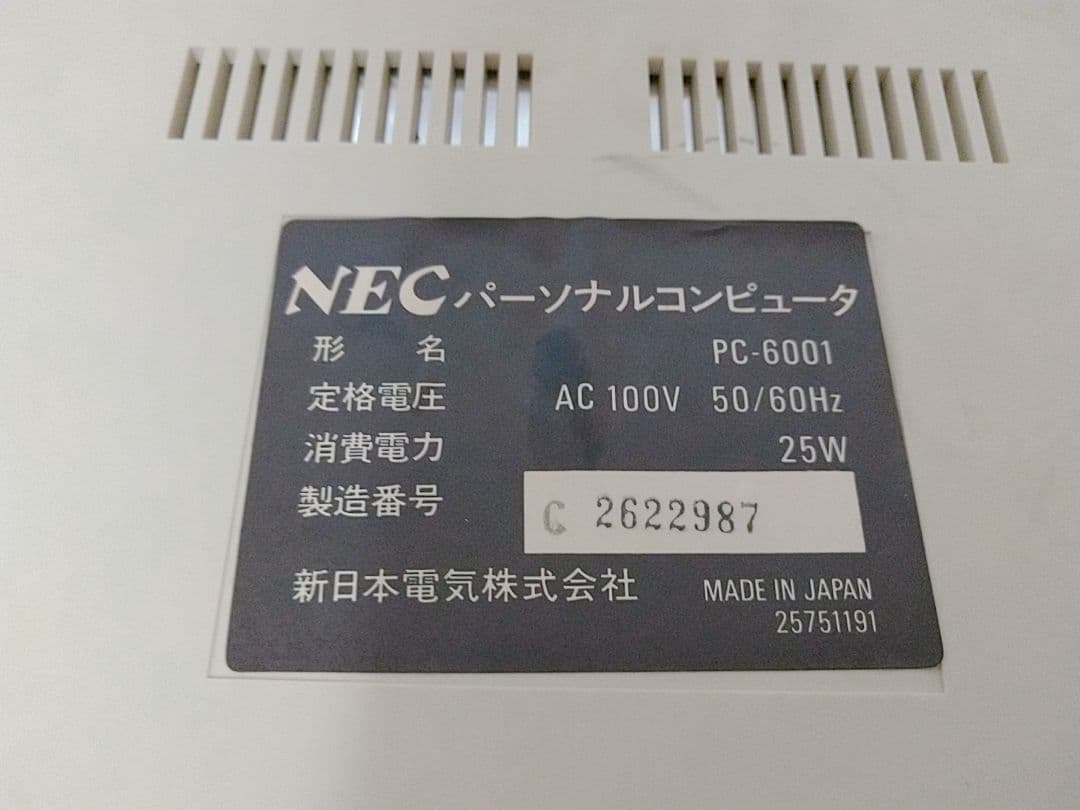 NEC パーソナルコンピュータ
形 名 PC-6001
定格電圧 AC 100V 50/60Hz
消費電力 25W
製造番号 C 2622987
新日本電気株式会社 MADE IN JAPAN
25751191